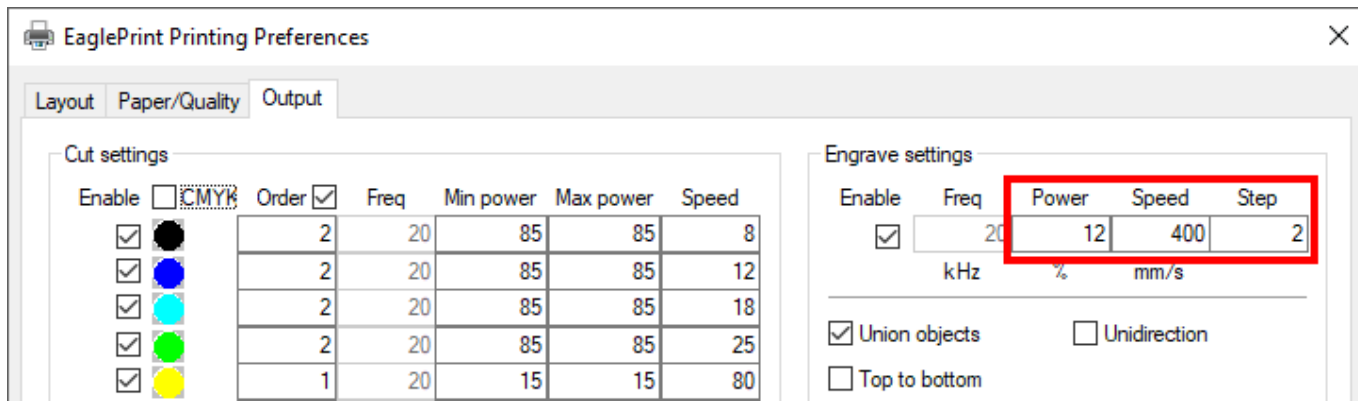 EaglePrint Printing Preferences
Layout Paper/Quality Output
Cut settings
Enable CMYK Order Freq Min power Max power Speed
2 20 85 85 8
2 20 85 85 12
2 20 85 85 18
2 20 85 85 25
1 20 15 15 80
Engrave settings
Enable Freq Power Speed Step
20 12 400 2
kHz % mm/s
Union objects Unidirection
Top to bottom